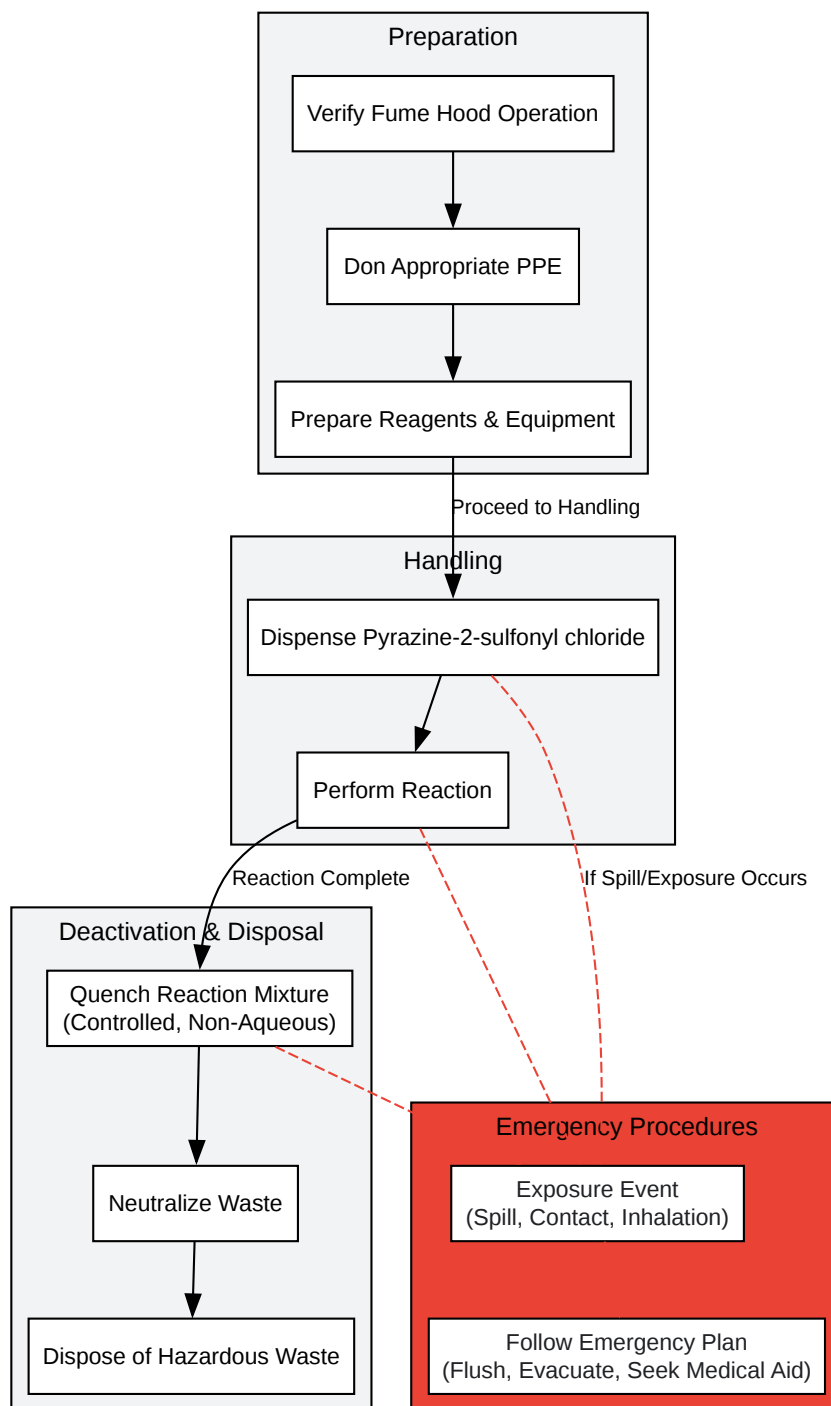 Preparation
Verify Fume Hood Operation
Don Appropriate PPE
Prepare Reagents & Equipment
Proceed to Handling
Handling
Dispense Pyrazine-2-sulfonyl chloride
Perform Reaction
Reaction Complete
If Spill/Exposure Occurs
Deactivation & Disposal
Quench Reaction Mixture
(Controlled, Non-Aqueous)
Neutralize Waste
Dispose of Hazardous Waste
Emergency Procedures
Exposure Event
(Spill, Contact, Inhalation)
Follow Emergency Plan
(Flush, Evacuate, Seek Medical Aid)